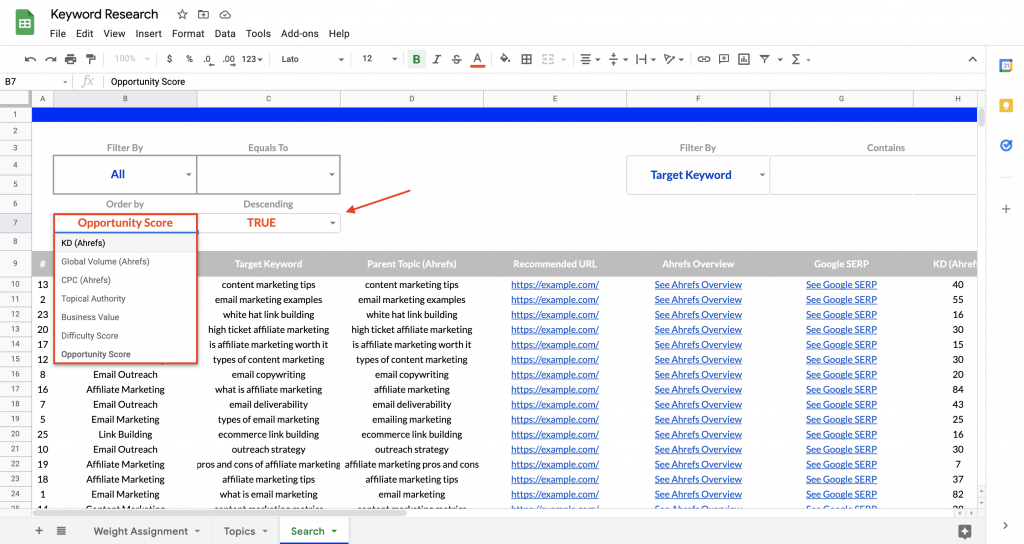 Keyword Research
File Edit View Insert Format Data Tools Add-ons Help
100% $ % .0 .00 123 Lato 12 B I S A
B7 fx Opportunity Score
A B C D E F G H
1
2
3 Filter By Equals To Filter By Contains
4 All Target Keyword
5
6 Order by Descending
7 Opportunity Score TRUE
8 KD (Ahrefs)
Global Volume (Ahrefs)
CPC (Ahrefs)
Topical Authority
Business Value
Difficulty Score
Opportunity Score
9 # Target Keyword Parent Topic (Ahrefs) Recommended URL Ahrefs Overview Google SERP KD (Ahref
10 13 content marketing tips content marketing tips https://example.com/ See Ahrefs Overview See Google SERP 40
11 2 email marketing examples email marketing examples https://example.com/ See Ahrefs Overview See Google SERP 55
12 23 white hat link building white hat link building https://example.com/ See Ahrefs Overview See Google SERP 16
13 20 high ticket affiliate marketing high ticket affiliate marketing https://example.com/ See Ahrefs Overview See Google SERP 30
14 17 is affiliate marketing worth it is affiliate marketing worth it https://example.com/ See Ahrefs Overview See Google SERP 15
15 12 types of content marketing types of content marketing https://example.com/ See Ahrefs Overview See Google SERP 30
16 8 Email Outreach email copywriting email copywriting https://example.com/ See Ahrefs Overview See Google SERP 20
17 16 Affiliate Marketing what is affiliate marketing affiliate marketing https://example.com/ See Ahrefs Overview See Google SERP 84
18 7 Email Outreach email deliverability email deliverability https://example.com/ See Ahrefs Overview See Google SERP 43
19 5 Email Marketing types of email marketing emailing marketing https://example.com/ See Ahrefs Overview See Google SERP 25
20 25 Link Building ecommerce link building ecommerce link building https://example.com/ See Ahrefs Overview See Google SERP 16
21 10 Email Outreach outreach strategy outreach strategy https://example.com/ See Ahrefs Overview See Google SERP 30
22 19 Affiliate Marketing pros and cons of affiliate marketing affiliate marketing pros and cons https://example.com/ See Ahrefs Overview See Google SERP 7
23 18 Affiliate Marketing affiliate marketing tips affiliate marketing tips https://example.com/ See Ahrefs Overview See Google SERP 37
24 1 Email Marketing what is email marketing email marketing https://example.com/ See Ahrefs Overview See Google SERP 82
Weight Assignment Topics Search